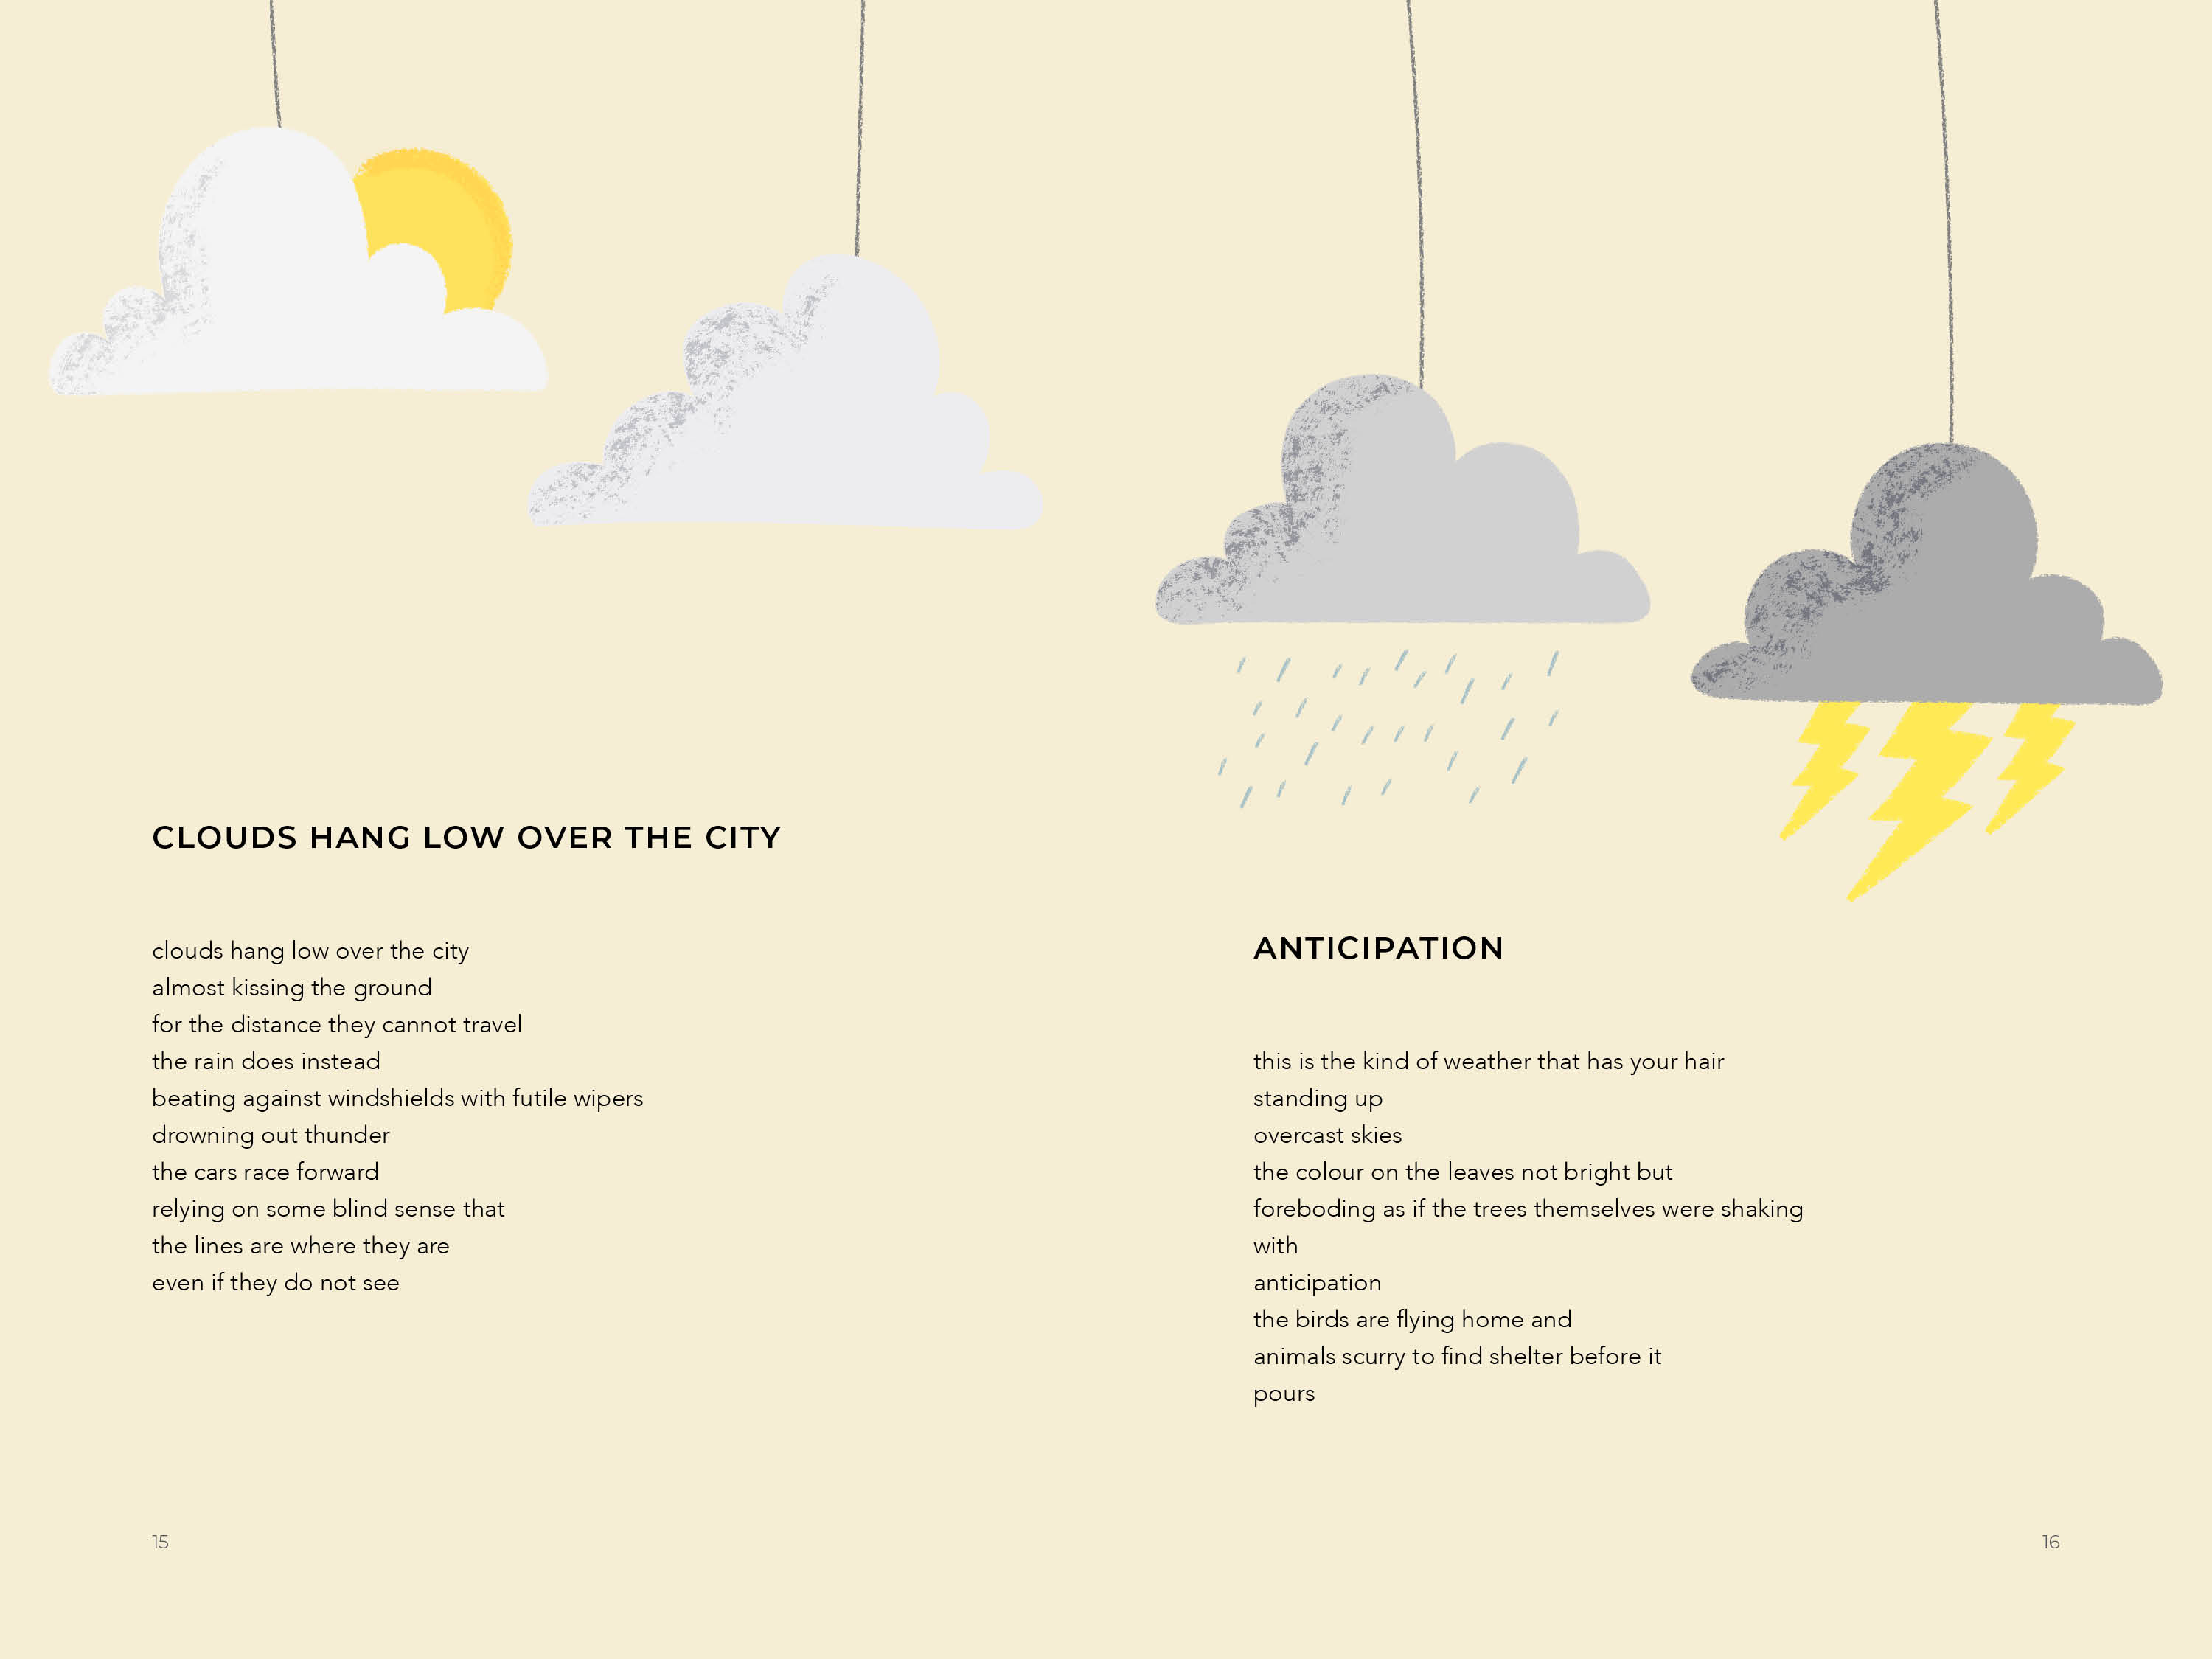 CLOUDS HANG LOW OVER THE CITY
clouds hang low over the city
almost kissing the ground
for the distance they cannot travel
the rain does instead
beating against windshields with futile wipers
drowning out thunder
the cars race forward
relying on some blind sense that
the lines are where they are
even if they do not see
15
ANTICIPATION
this is the kind of weather that has your hair
standing up
overcast skies
the colour on the leaves not bright but
foreboding as if the trees themselves were shaking
with
anticipation
the birds are flying home and
animals scurry to find shelter before it
pours
16